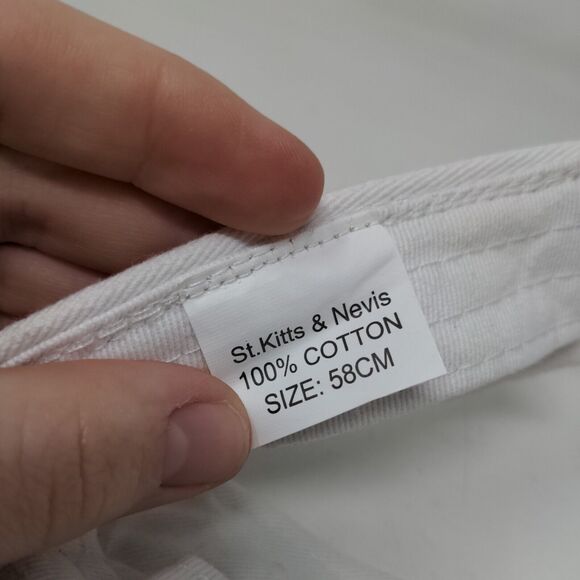 St.Kitts & Nevis
100% COTTON
SIZE: 58CM